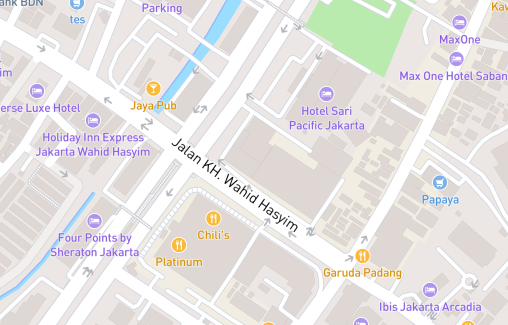 ank BDN
tes
Parking
Kaw
MaxOne
Max One Hotel Saban
im
Jaya Pub
Hotel Sari
Pacific Jakarta
erse Luxe Hotel
Holiday Inn Express
Jakarta Wahid Hasyim
Jalan KH. Wahid Hasyim
Papaya
Chili's
Four Points by
Sheraton Jakarta
Platinum
Garuda Padang
Ibis Jakarta Arcadia